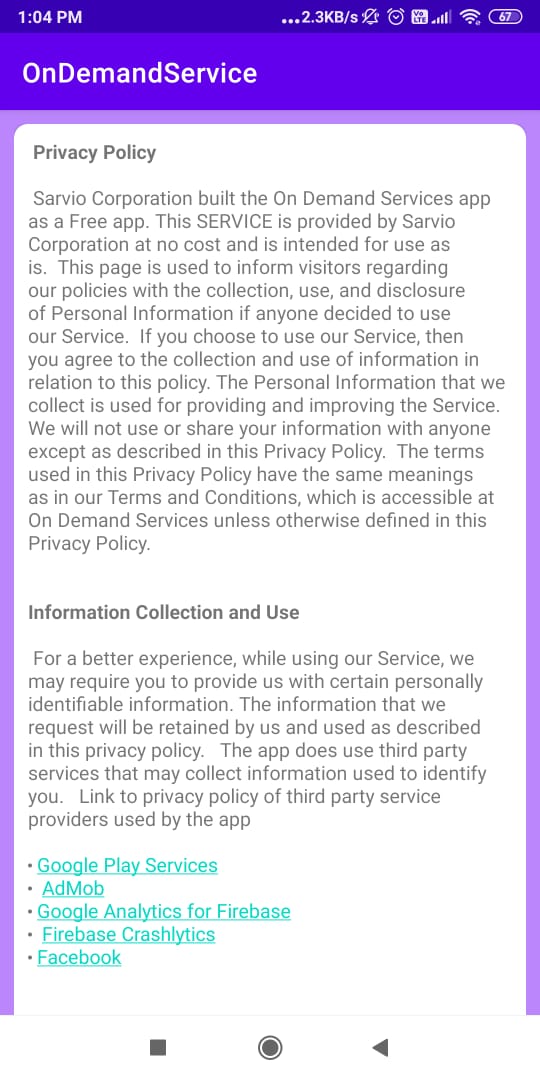 1:04 PM
...2.3KB/s
Vo
LTE
67
OnDemandService
Privacy Policy
Sarvio Corporation built the On Demand Services app
as a Free app. This SERVICE is provided by Sarvio
Corporation at no cost and is intended for use as
is. This page is used to inform visitors regarding
our policies with the collection, use, and disclosure
of Personal Information if anyone decided to use
our Service. If you choose to use our Service, then
you agree to the collection and use of information in
relation to this policy. The Personal Information that we
collect is used for providing and improving the Service.
We will not use or share your information with anyone
except as described in this Privacy Policy. The terms
used in this Privacy Policy have the same meanings
as in our Terms and Conditions, which is accessible at
On Demand Services unless otherwise defined in this
Privacy Policy.
Information Collection and Use
For a better experience, while using our Service, we
may require you to provide us with certain personally
identifiable information. The information that we
request will be retained by us and used as described
in this privacy policy. The app does use third party
services that may collect information used to identify
you. Link to privacy policy of third party service
providers used by the app
• Google Play Services
• AdMob
• Google Analytics for Firebase
• Firebase Crashlytics
• Facebook